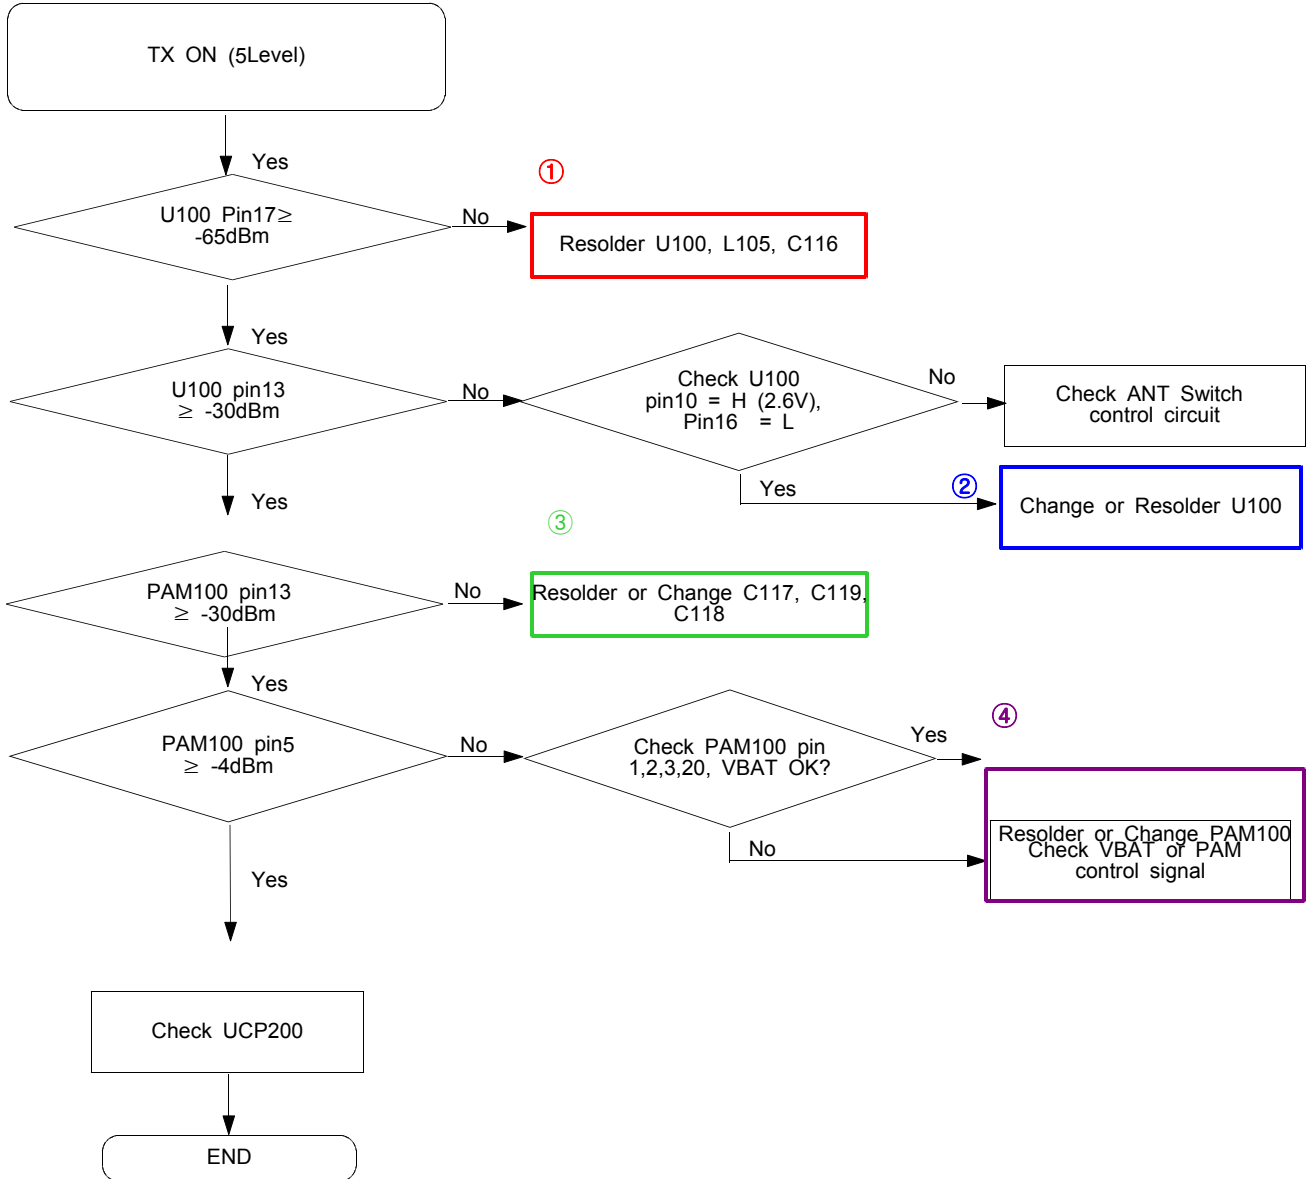 TX ON (5Level)
Yes
①
U100 Pin17≥
-65dBm
No
Resolder U100, L105, C116
Yes
U100 pin13
≥ -30dBm
No
Check U100
pin10 = H (2.6V),
Pin16 = L
No
Check ANT Switch
control circuit
Yes
Yes
②
Change or Resolder U100
③
PAM100 pin13
≥ -30dBm
No
Resolder or Change C117, C119,
C118
Yes
PAM100 pin5
≥ -4dBm
No
Check PAM100 pin
1,2,3,20, VBAT OK?
Yes
④
Resolder or Change PAM100
No
Check VBAT or PAM
control signal
Yes
Check UCP200
END